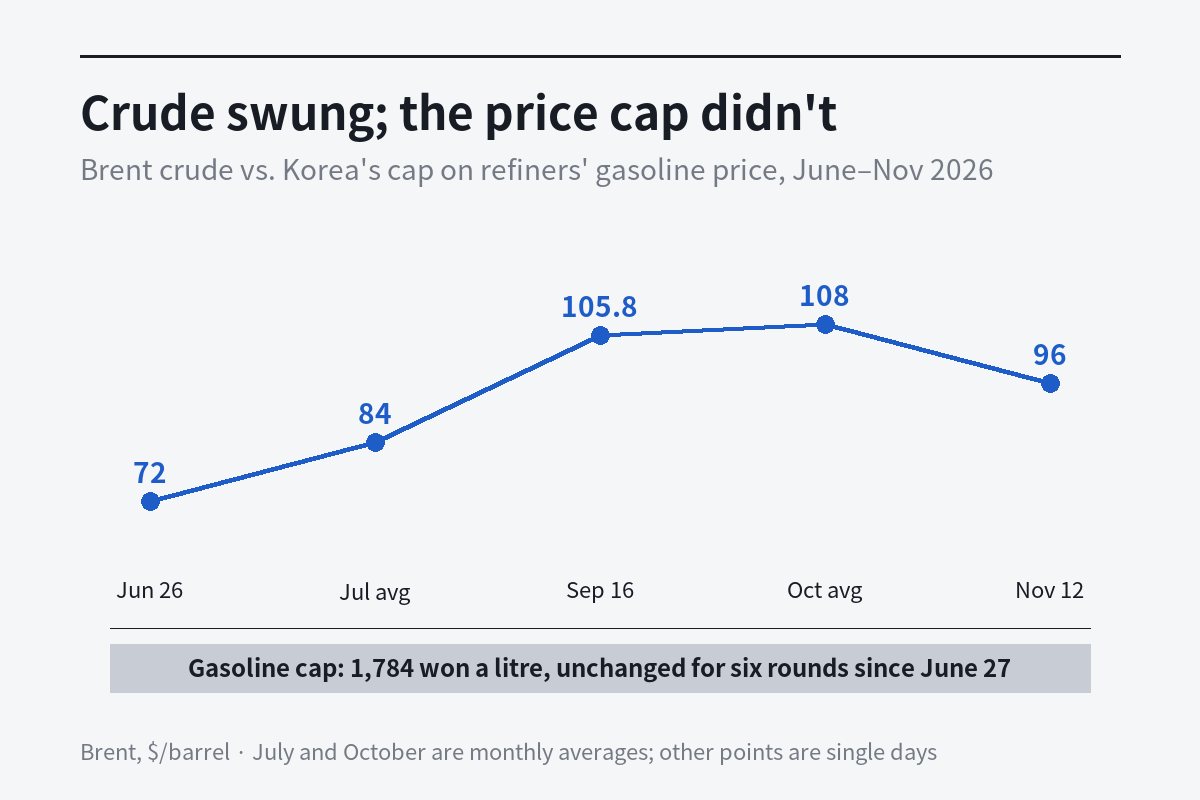 Crude swung; the price cap didn't
Brent crude vs. Korea's cap on refiners' gasoline price, June–Nov 2026
72
84
105.8
108
96
Jun 26
Jul avg
Sep 16
Oct avg
Nov 12
Gasoline cap: 1,784 won a litre, unchanged for six rounds since June 27
Brent, $/barrel · July and October are monthly averages; other points are single days